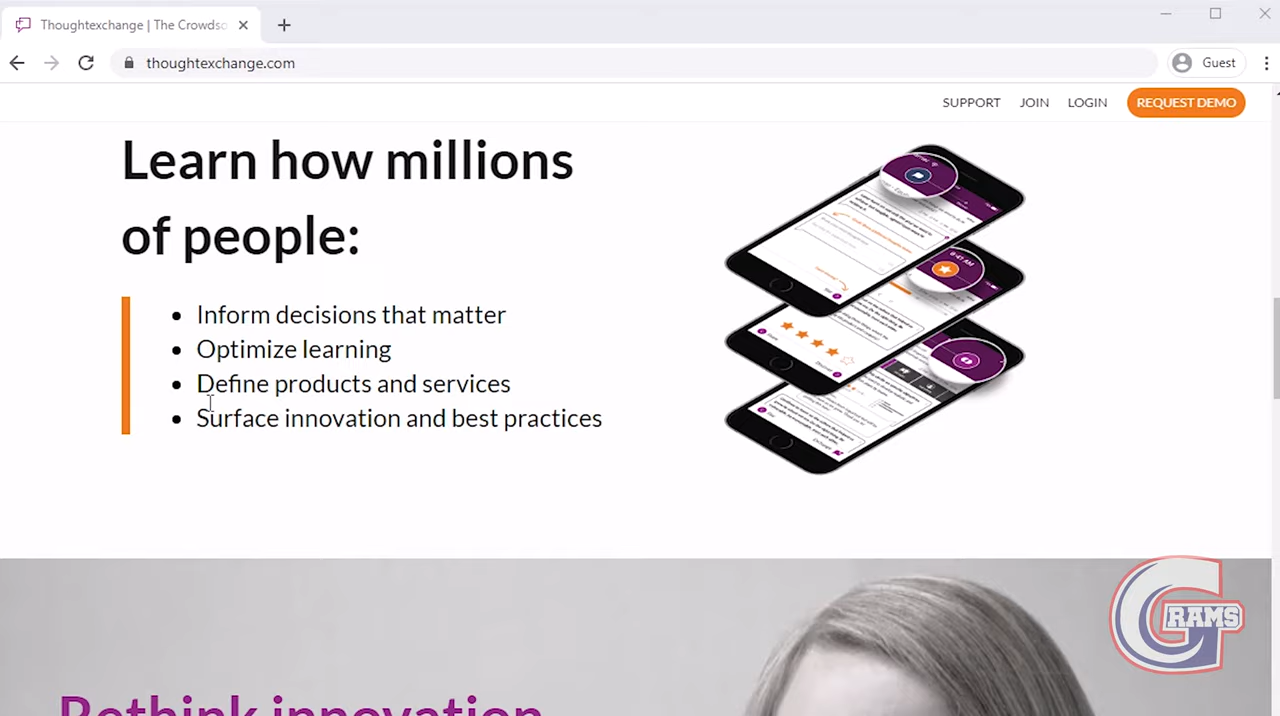 Thoughtexchange | The Crowdso
thoughtexchange.com
Guest
SUPPORT JOIN LOGIN REQUEST DEMO
Learn how millions
of people:
Inform decisions that matter
Optimize learning
Define products and services
Surface innovation and best practices
G RAMS
Rethink innovation